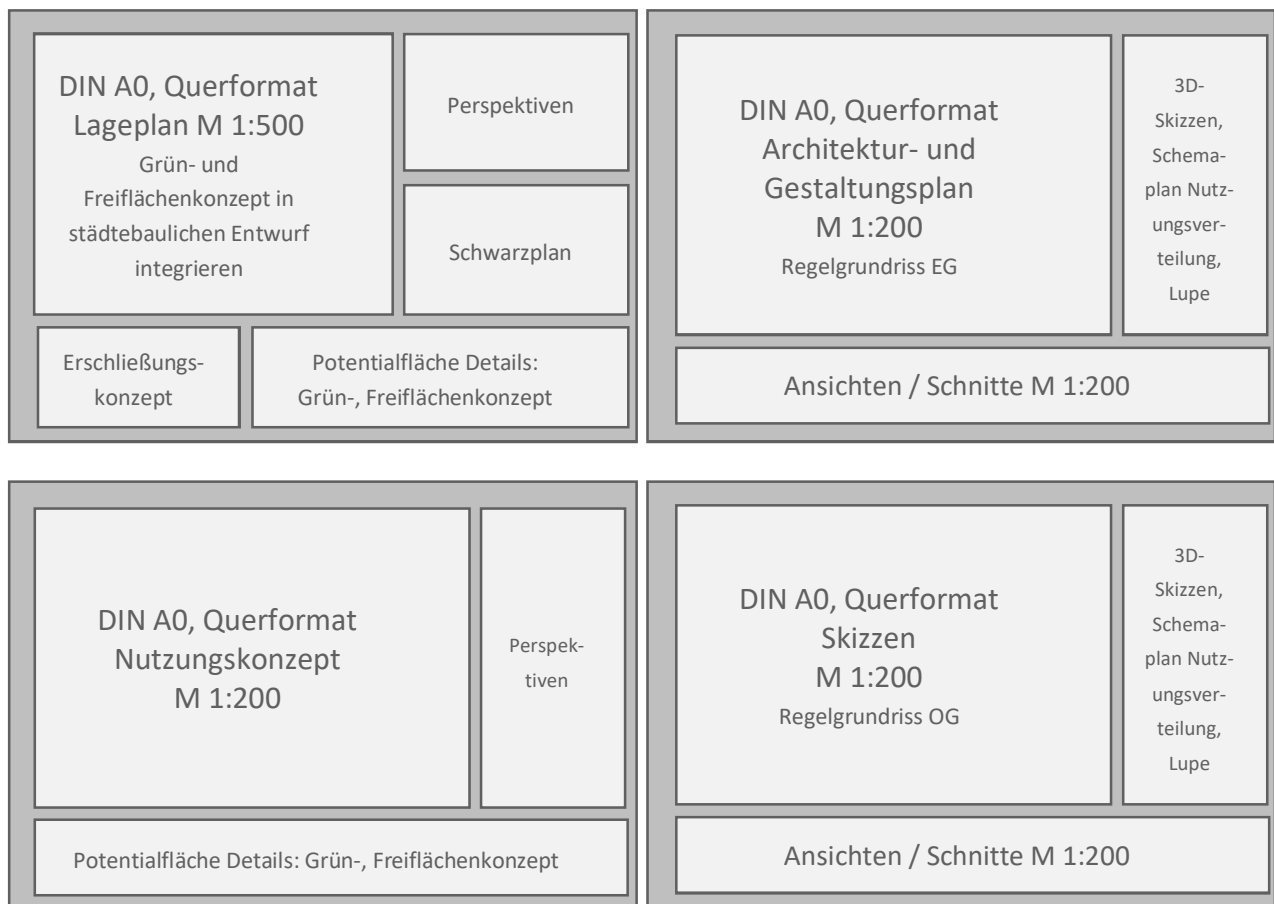 DIN A0, Querformat
Lageplan M 1:500
Grün- und
Freiflächenkonzept in
städtebaulichen Entwurf
integrieren
Perspektiven
Schwarzplan
Erschließungs-
konzept
Potentialfläche Details:
Grün-, Freiflächenkonzept
DIN A0, Querformat
Architektur- und
Gestaltungsplan
M 1:200
Regelgrundriss EG
3D-
Skizzen,
Schema-
plan Nutz-
ungsver-
teilung,
Lupe
Ansichten / Schnitte M 1:200
DIN A0, Querformat
Nutzungskonzept
M 1:200
Perspek-
tiven
Potentialfläche Details: Grün-, Freiflächenkonzept
DIN A0, Querformat
Skizzen
M 1:200
Regelgrundriss OG
3D-
Skizzen,
Schema-
plan Nutz-
ungsver-
teilung,
Lupe
Ansichten / Schnitte M 1:200